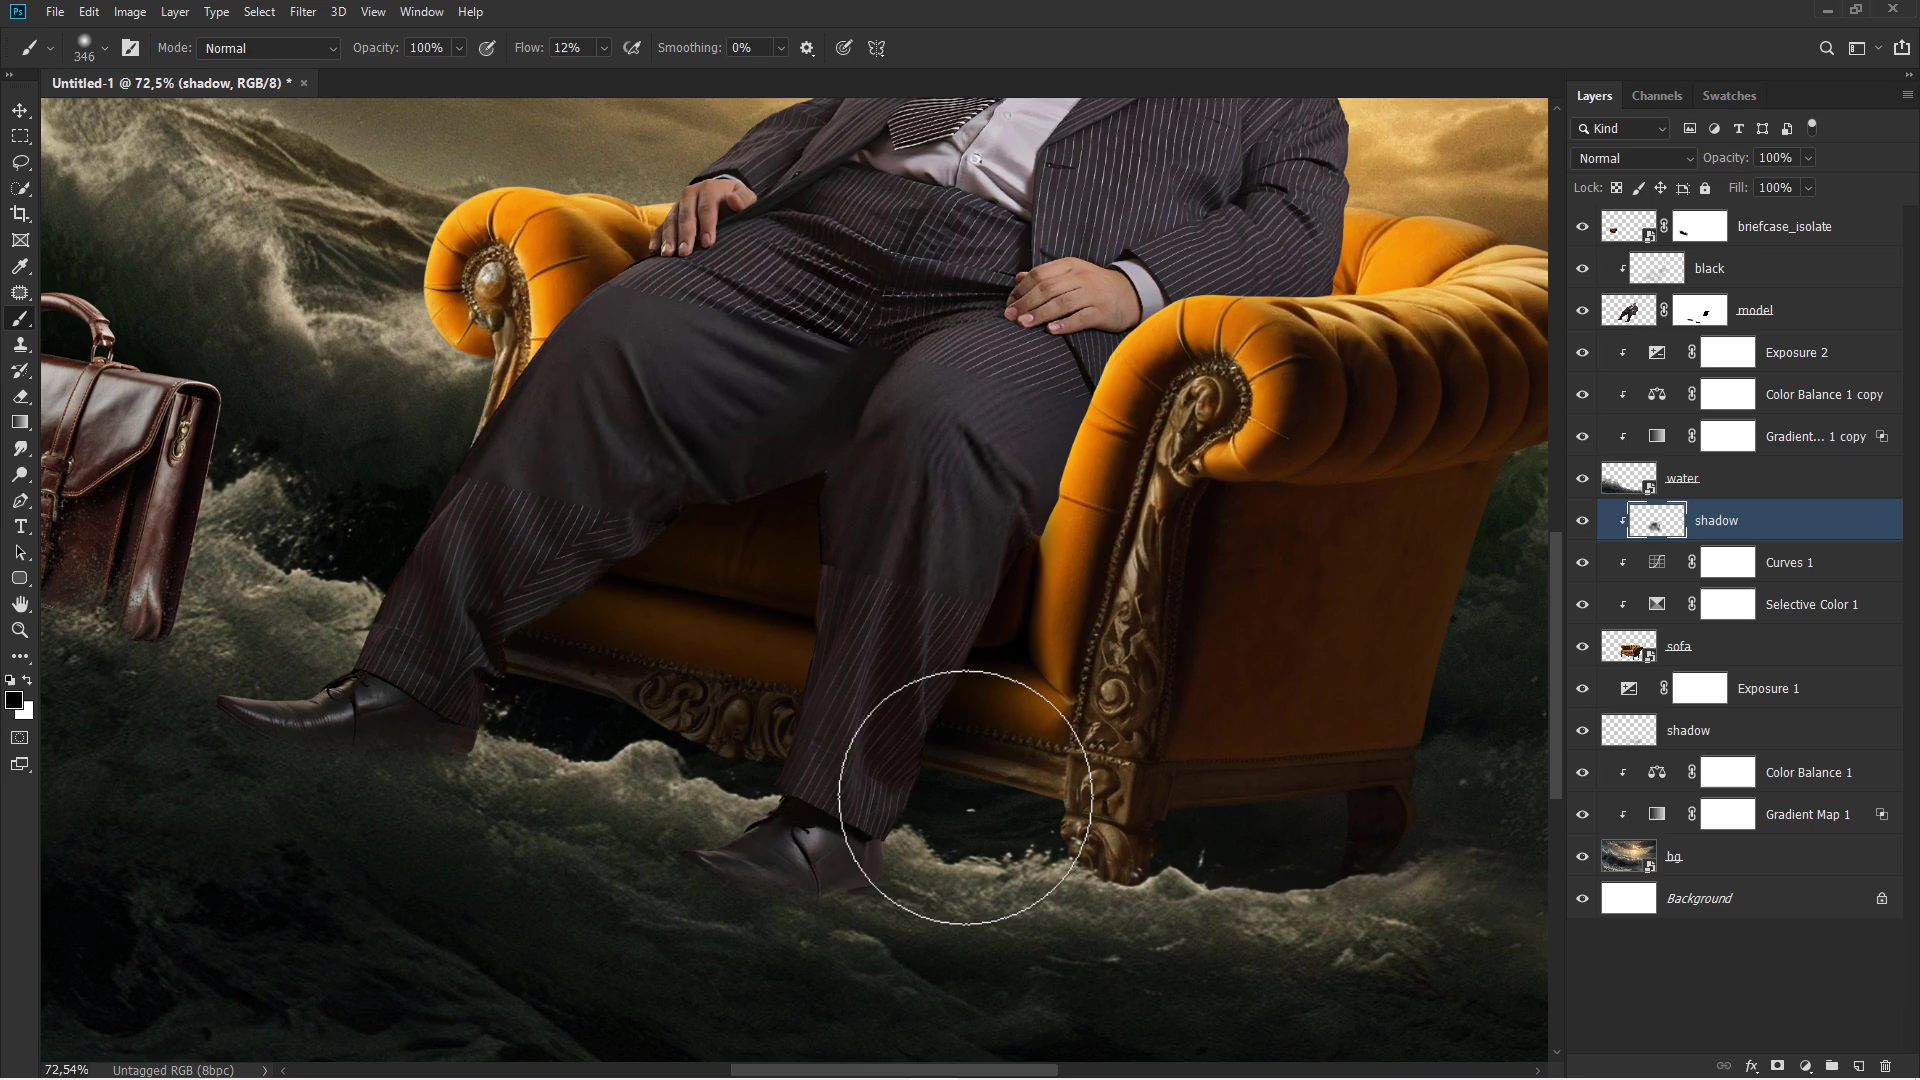 Ps File Edit Image Layer Type Select Filter 3D View Window Help
346 Mode: Normal Opacity: 100% Flow: 12% Smoothing: 0%
Untitled-1 @ 72,5% (shadow, RGB/8) * ×
Layers Channels Swatches
Kind
Normal Opacity: 100%
Lock: Fill: 100%
briefcase_isolate
black
model
Exposure 2
Color Balance 1 copy
Gradient... 1 copy
water
shadow
Curves 1
Selective Color 1
sofa
Exposure 1
shadow
Color Balance 1
Gradient Map 1
bg
Background
72,54% Untagged RGB (8bpc)